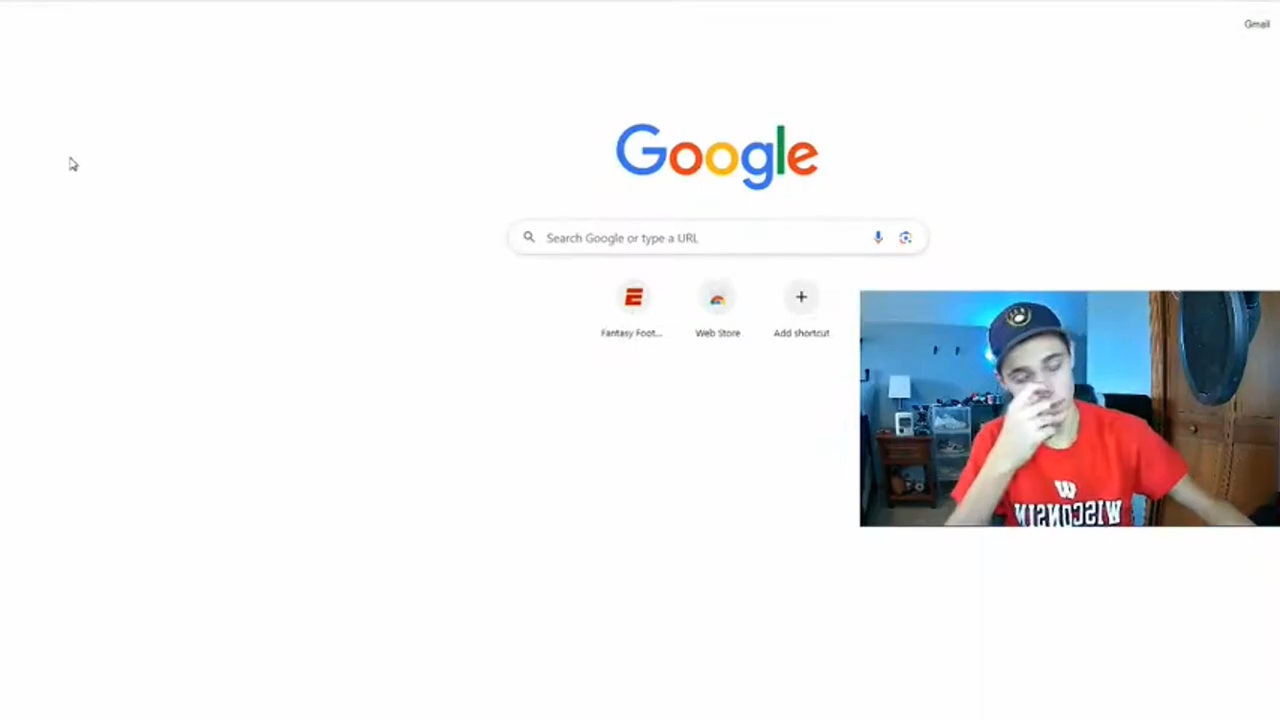 Gmail
Google
Search Google or type a URL
Fantasy Foot...
Web Store
Add shortcut
W
WISCONSIN